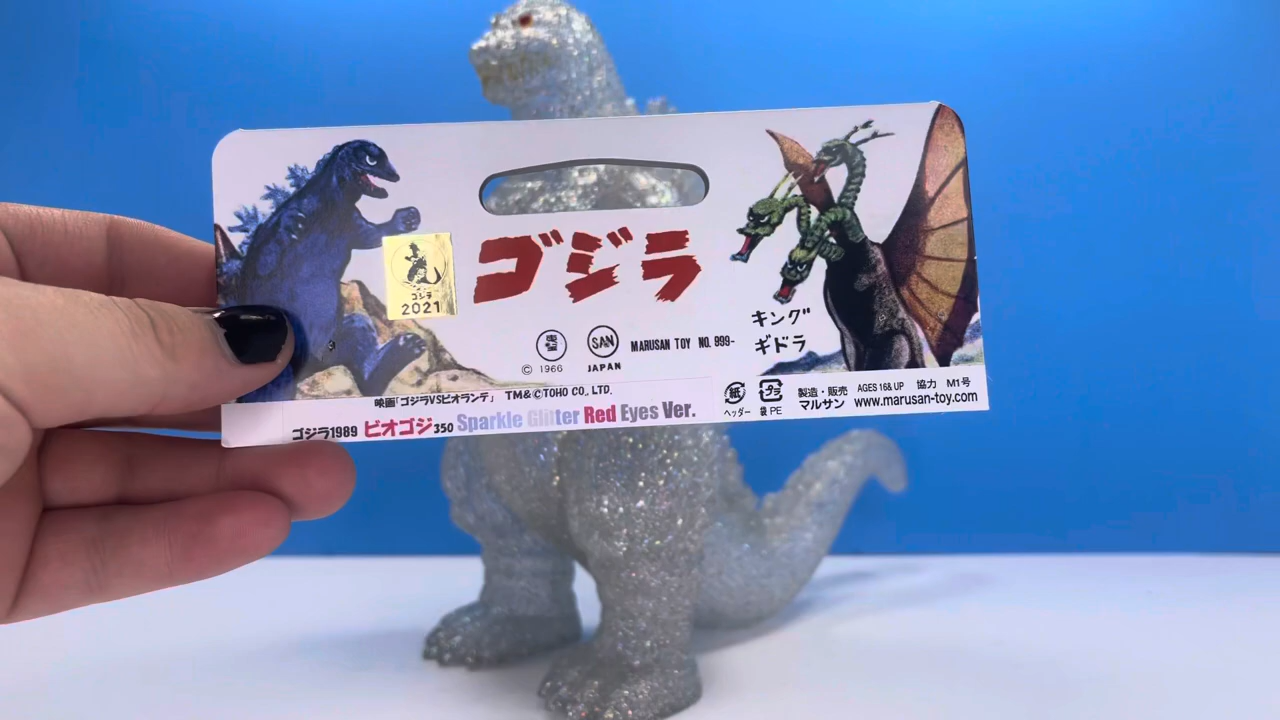 ゴジラ
ゴジラ
2021
キング
ギドラ
© 1966
SAN
JAPAN
MARUSAN TOY NO. 999-
映画「ゴジラVSビオランテ」 TM&©TOHO CO., LTD.
ゴジラ1989 ビオゴジ350 Sparkle Glitter Red Eyes Ver.
紙
ヘッダー
プラ
袋 PE
製造・販売
マルサン
AGES 16& UP 協力 M1号
www.marusan-toy.com